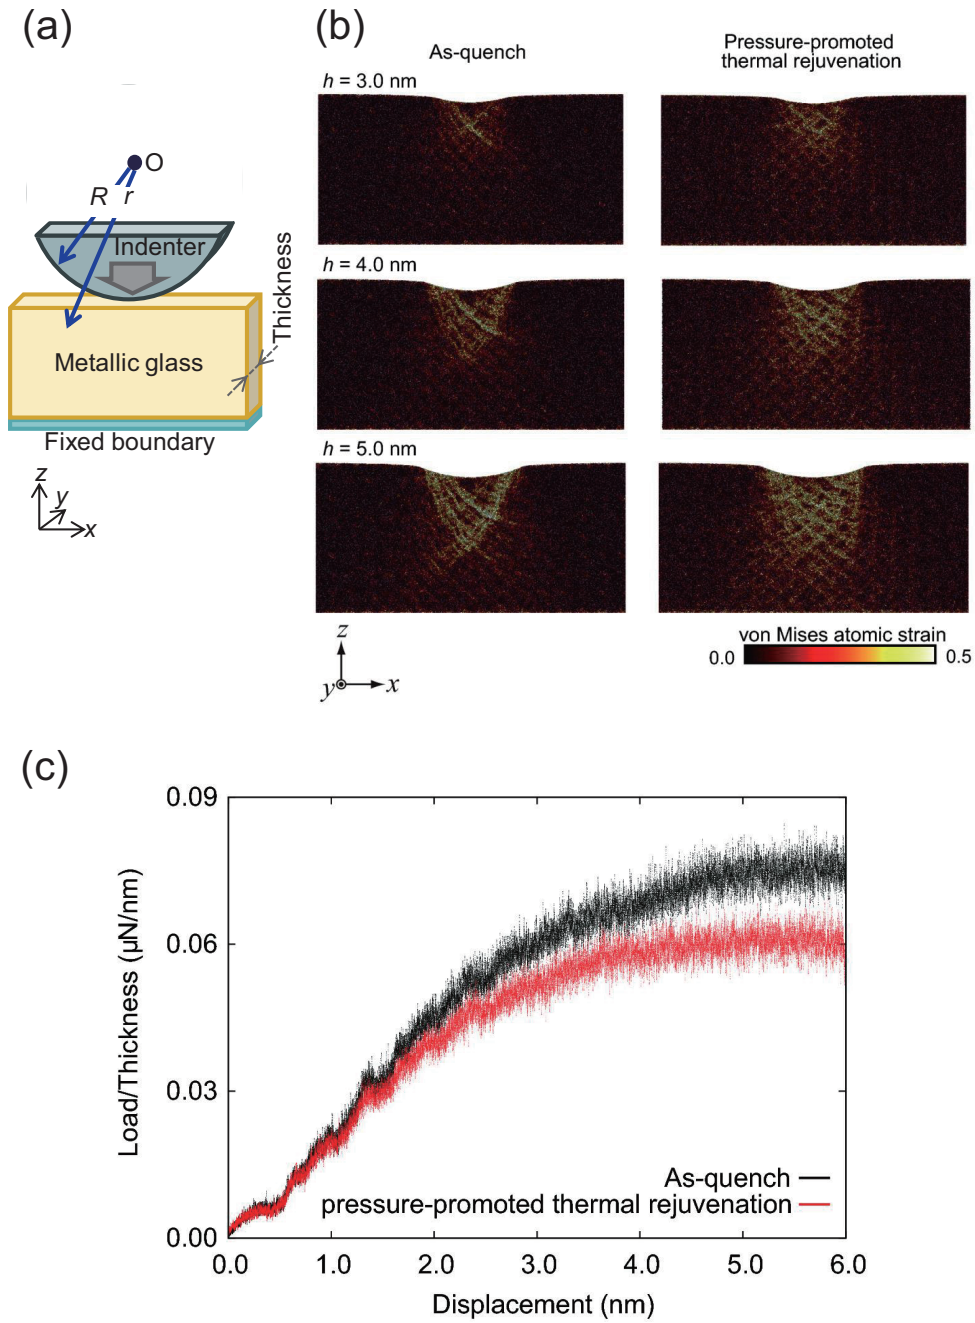 (a)
O
R
r
Indenter
Thickness
Metallic glass
Fixed boundary
z
y
x
(b)
As-quench
Pressure-promoted
thermal rejuvenation
h = 3.0 nm
h = 4.0 nm
h = 5.0 nm
z
y
x
von Mises atomic strain
0.0
0.5
(c)
0.09
0.06
0.03
0.00
Load/Thickness (μN/nm)
As-quench
pressure-promoted thermal rejuvenation
0.0 1.0 2.0 3.0 4.0 5.0 6.0
Displacement (nm)